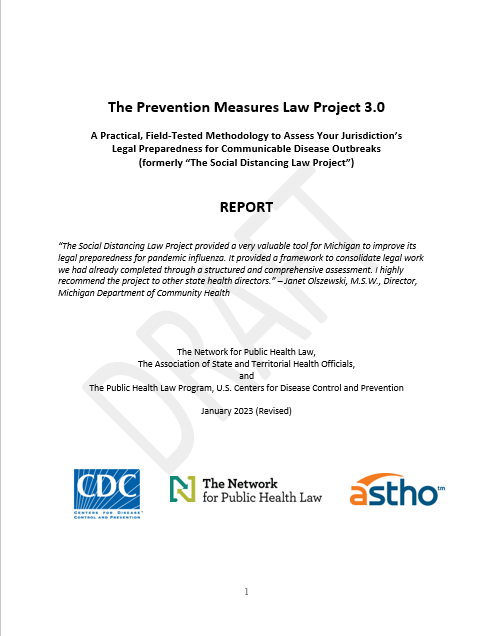 The Prevention Measures Law Project 3.0
A Practical, Field-Tested Methodology to Assess Your Jurisdiction's
Legal Preparedness for Communicable Disease Outbreaks
(formerly “The Social Distancing Law Project”)
REPORT
“The Social Distancing Law Project provided a very valuable tool for Michigan to improve its
legal preparedness for pandemic influenza. It provided a framework to consolidate legal work
we had already completed through a structured and comprehensive assessment. I highly
recommend the project to other state health directors.” – Janet Olszewski, M.S.W., Director,
Michigan Department of Community Health
DRAFT
The Network for Public Health Law,
The Association of State and Territorial Health Officials,
and
The Public Health Law Program, U.S. Centers for Disease Control and Prevention
January 2023 (Revised)
CDC
CENTERS FOR DISEASE
CONTROL AND PREVENTION
The Network
for Public Health Law
astho™
1